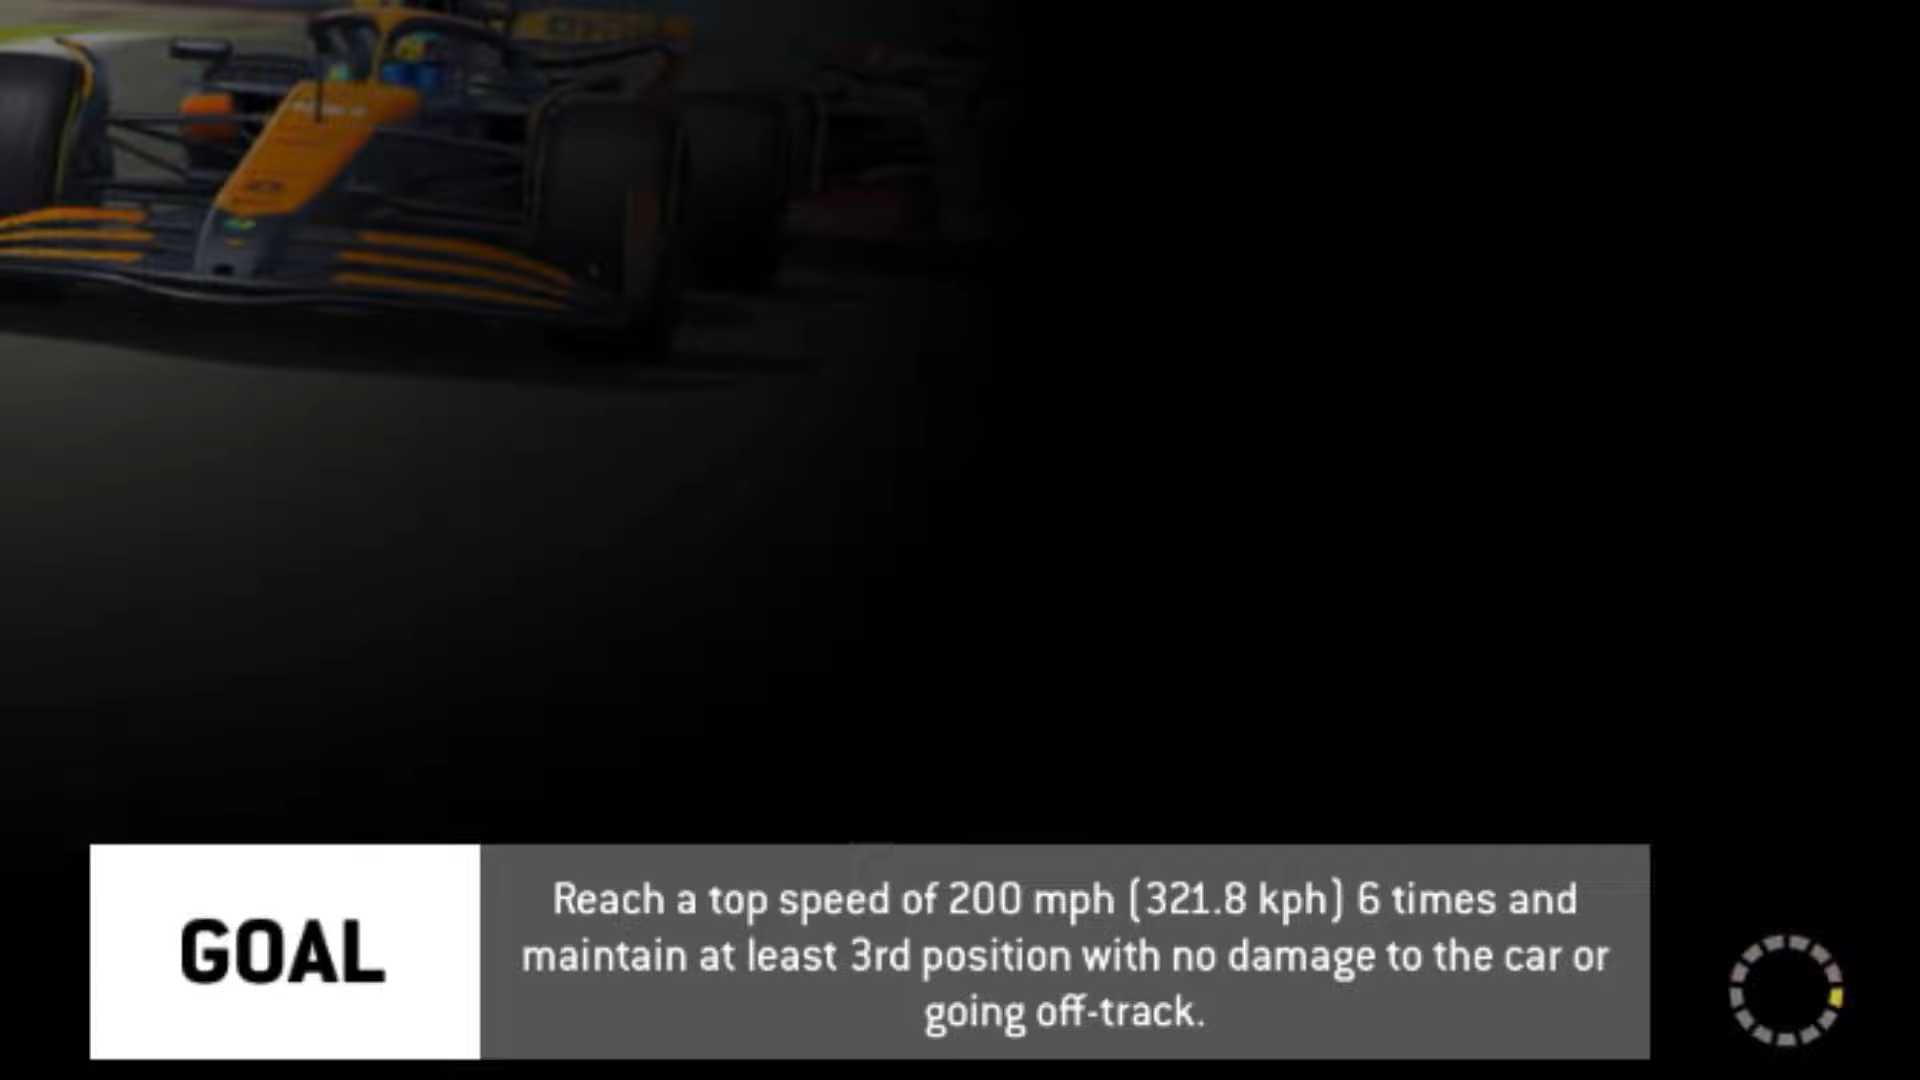 GOAL
Reach a top speed of 200 mph (321.8 kph) 6 times and
maintain at least 3rd position with no damage to the car or
going off-track.